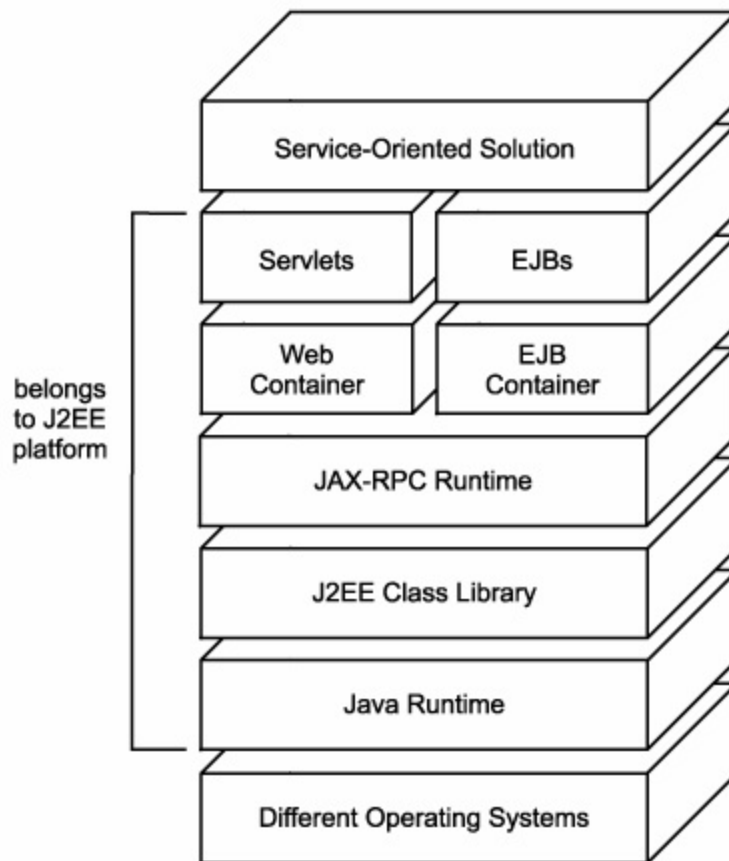 Service-Oriented Solution
Servlets
EJBs
Web
Container
EJB
Container
belongs
to J2EE
platform
JAX-RPC Runtime
J2EE Class Library
Java Runtime
Different Operating Systems